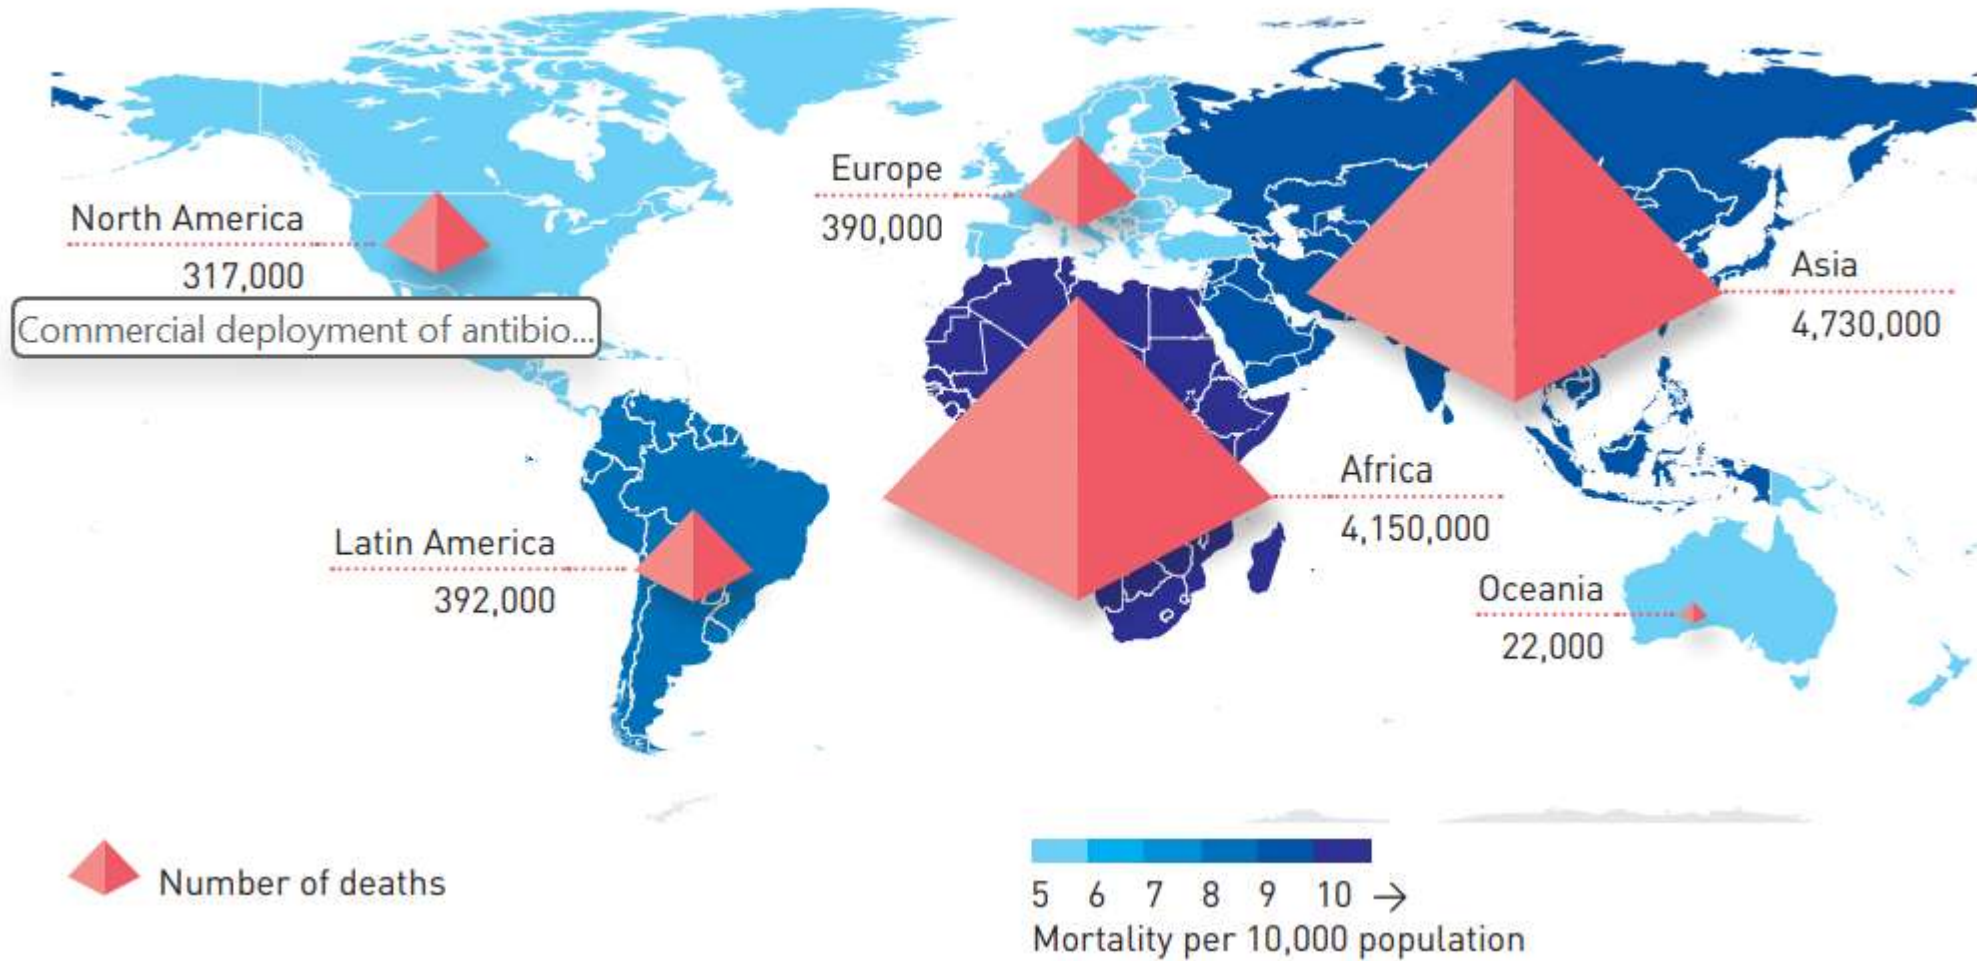 North America
317,000
Commercial deployment of antibio...
Europe
390,000
Asia
4,730,000
Latin America
392,000
Africa
4,150,000
Oceania
22,000
Number of deaths
5 6 7 8 9 10 →
Mortality per 10,000 population